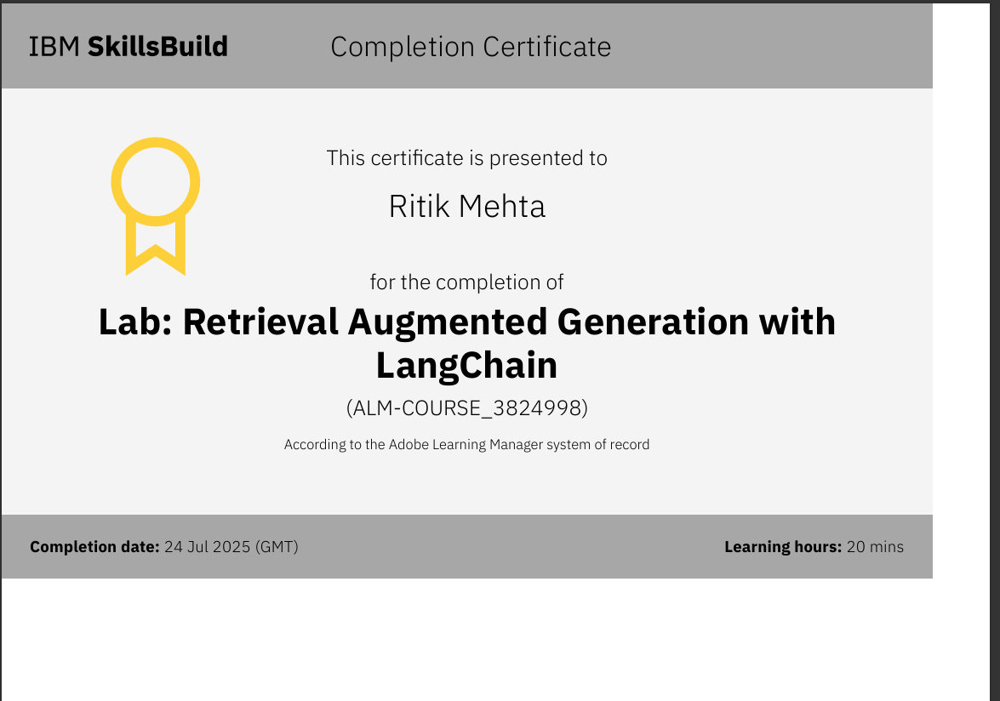 IBM SkillsBuild
Completion Certificate
This certificate is presented to
Ritik Mehta
for the completion of
Lab: Retrieval Augmented Generation with
LangChain
(ALM-COURSE_3824998)
According to the Adobe Learning Manager system of record
Completion date: 24 Jul 2025 (GMT)
Learning hours: 20 mins